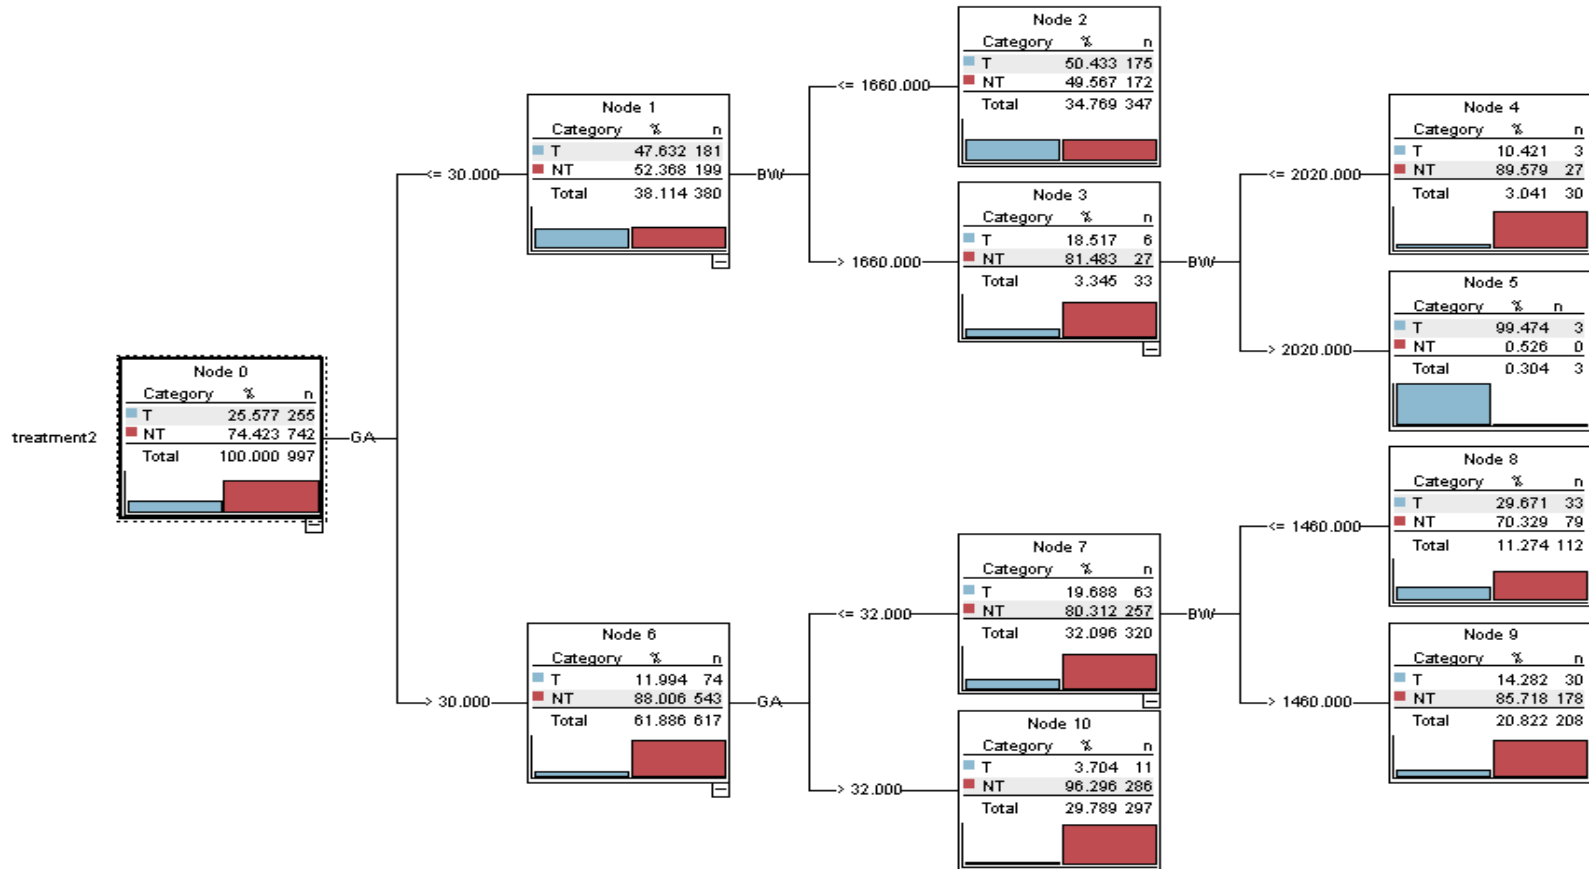 treatment2
Node 0
Category % n
T 25.577 255
NT 74.423 742
Total 100.000 997
GA
<= 30.000
Node 1
Category % n
T 47.632 181
NT 52.368 199
Total 38.114 380
BW
<= 1660.000
Node 2
Category % n
T 50.433 175
NT 49.567 172
Total 34.769 347
> 1660.000
Node 3
Category % n
T 18.517 6
NT 81.483 27
Total 3.345 33
BW
<= 2020.000
Node 4
Category % n
T 10.421 3
NT 89.579 27
Total 3.041 30
> 2020.000
Node 5
Category % n
T 99.474 3
NT 0.526 0
Total 0.304 3
> 30.000
Node 6
Category % n
T 11.994 74
NT 88.006 543
Total 61.886 617
GA
<= 32.000
Node 7
Category % n
T 19.688 63
NT 80.312 257
Total 32.096 320
BW
<= 1460.000
Node 8
Category % n
T 29.671 33
NT 70.329 79
Total 11.274 112
> 1460.000
Node 9
Category % n
T 14.282 30
NT 85.718 178
Total 20.822 208
> 32.000
Node 10
Category % n
T 3.704 11
NT 96.296 286
Total 29.789 297